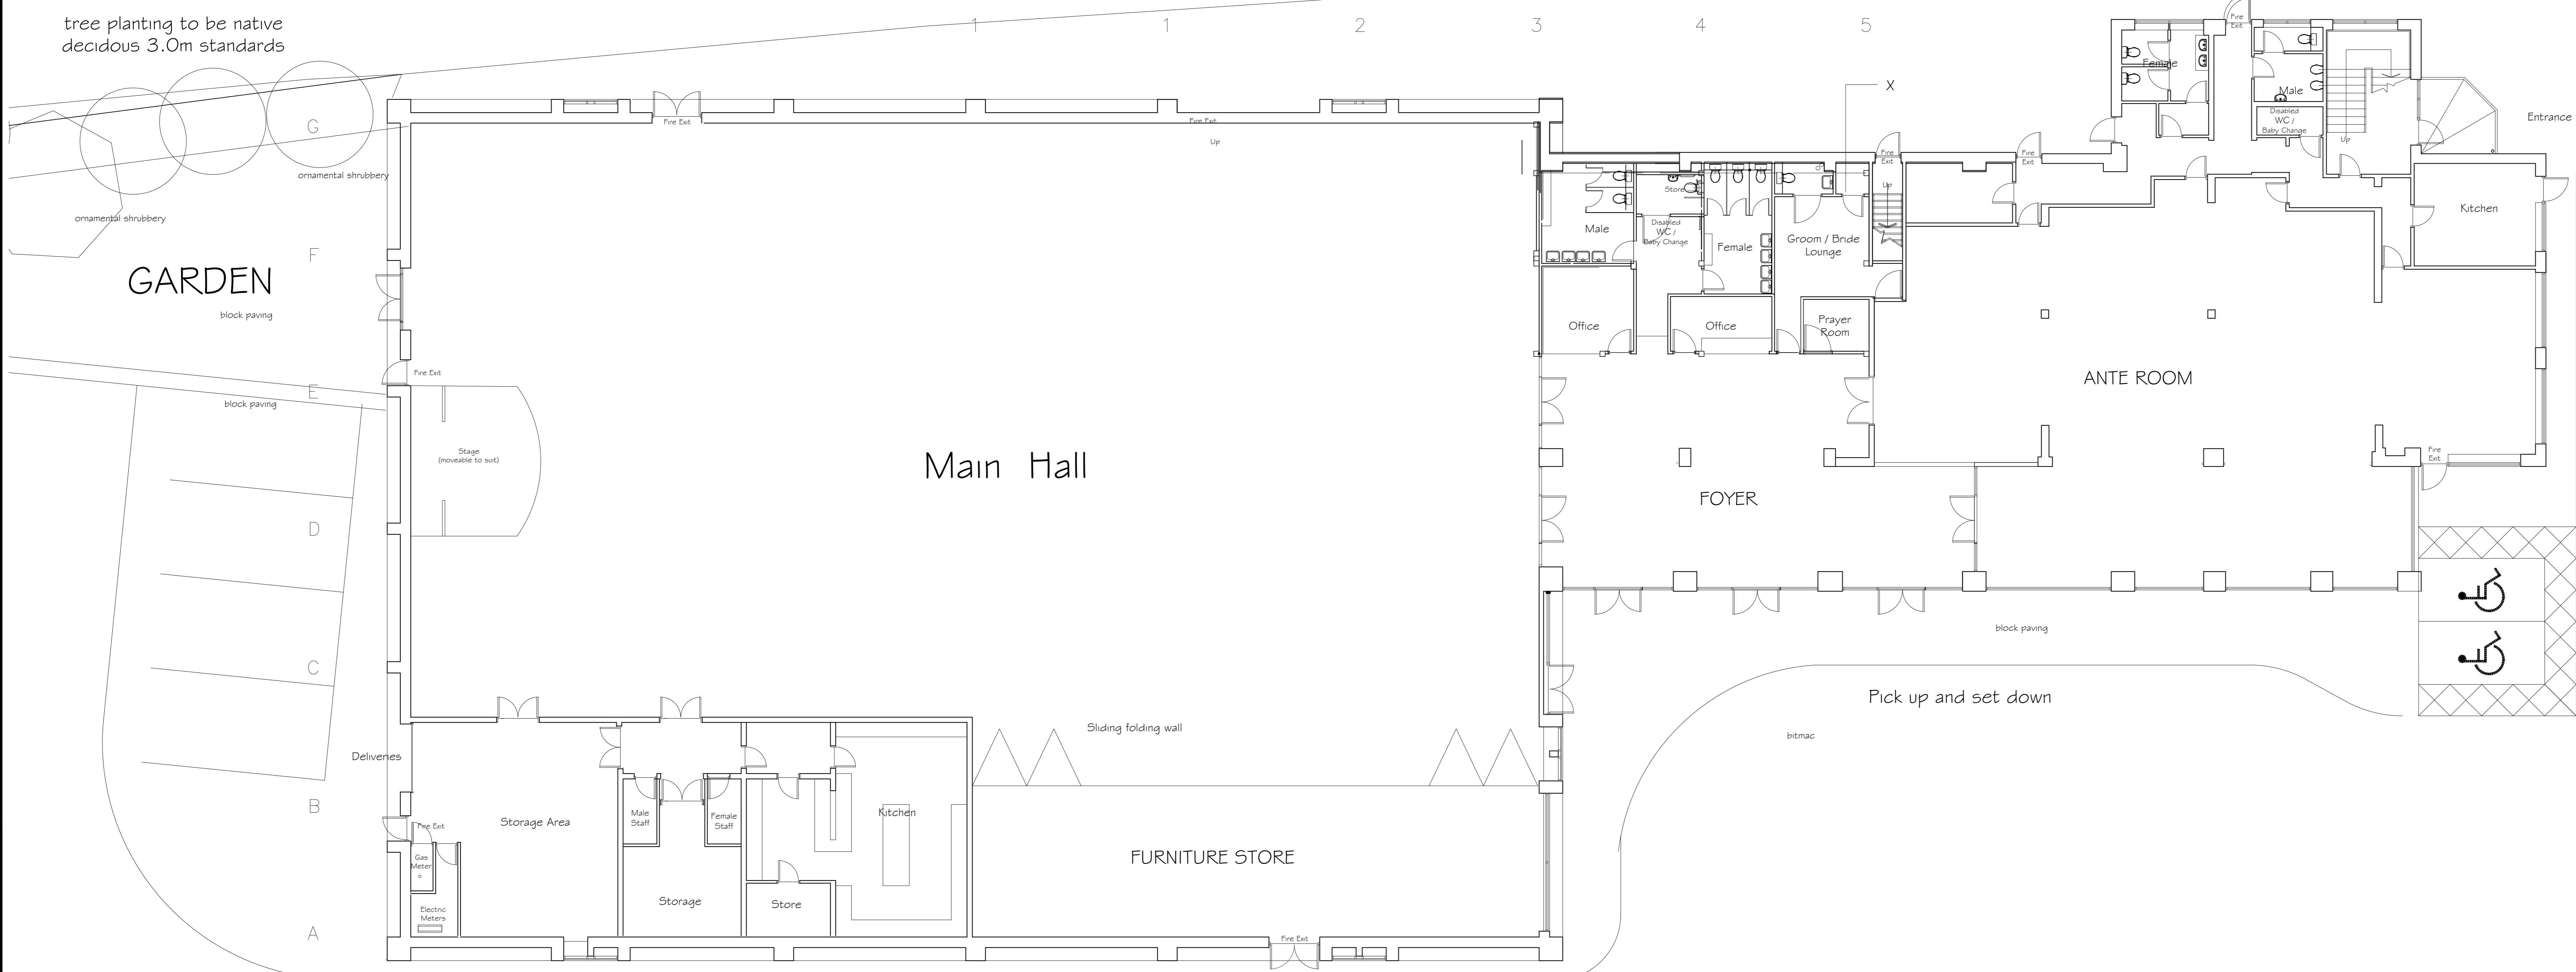 tree planting to be native
decidous 3.0m standards
1
1
2
3
4
5
X
G
F
E
D
C
B
A
ornamental shrubbery
ornamental shrubbery
GARDEN
block paving
block paving
Fire Exit
Fire Exit
Up
Fire Exit
Stage
(moveable to suit)
Main Hall
Male
Store
Disabled
WC /
Baby Change
Female
Groom / Bride
Lounge
Fire
Exit
Up
Fire
Exit
Office
Office
Prayer
Room
Female
Fire
Exit
Male
Disabled
WC /
Baby Change
Up
Entrance
Kitchen
ANTE ROOM
Fire
Exit
FOYER
block paving
Pick up and set down
bitmac
Sliding folding wall
Deliveries
Fire Exit
Storage Area
Gas
Meter
Electric
Meters
Male
Staff
Female
Staff
Storage
Store
Kitchen
FURNITURE STORE
Fire Exit